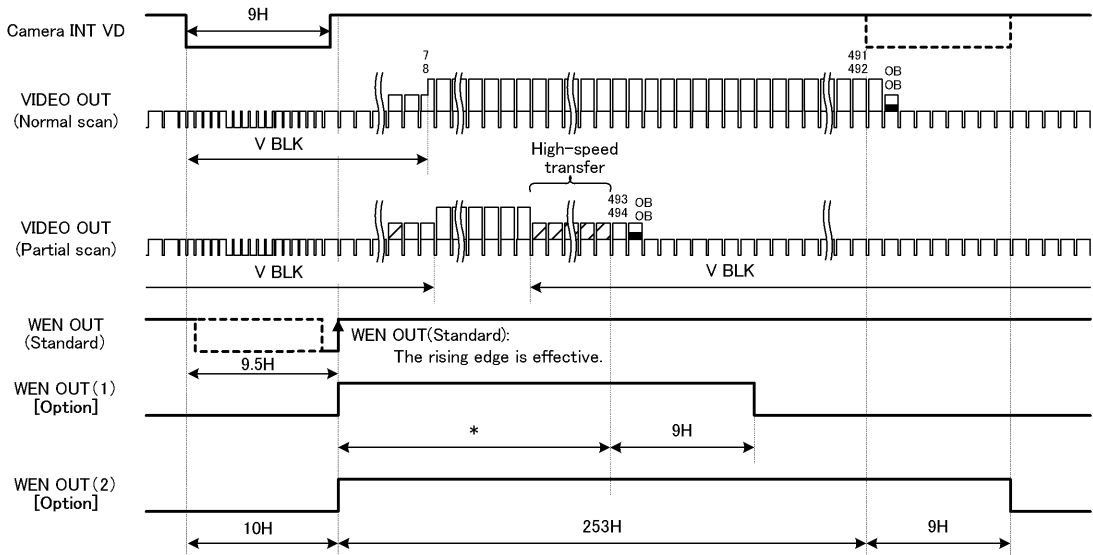 9H
Camera INT VD
7
8
491
492
OB
OB
VIDEO OUT
(Normal scan)
V BLK
High-speed
transfer
493
494
OB
OB
VIDEO OUT
(Partial scan)
V BLK
V BLK
WEN OUT
(Standard)
WEN OUT(Standard):
The rising edge is effective.
9.5H
WEN OUT(1)
[Option]
*
9H
WEN OUT(2)
[Option]
10H
253H
9H